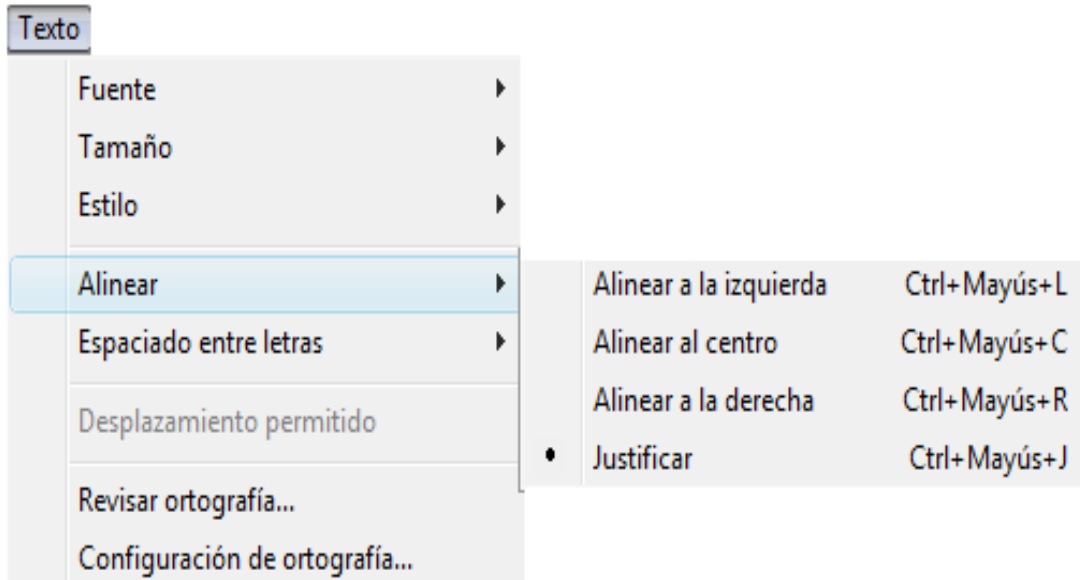 Texto
Fuente
Tamaño
Estilo
Alinear
Espaciado entre letras
Desplazamiento permitido
Revisar ortografía...
Configuración de ortografía...
Alinear a la izquierda Ctrl+Mayús+L
Alinear al centro Ctrl+Mayús+C
Alinear a la derecha Ctrl+Mayús+R
Justificar Ctrl+Mayús+J